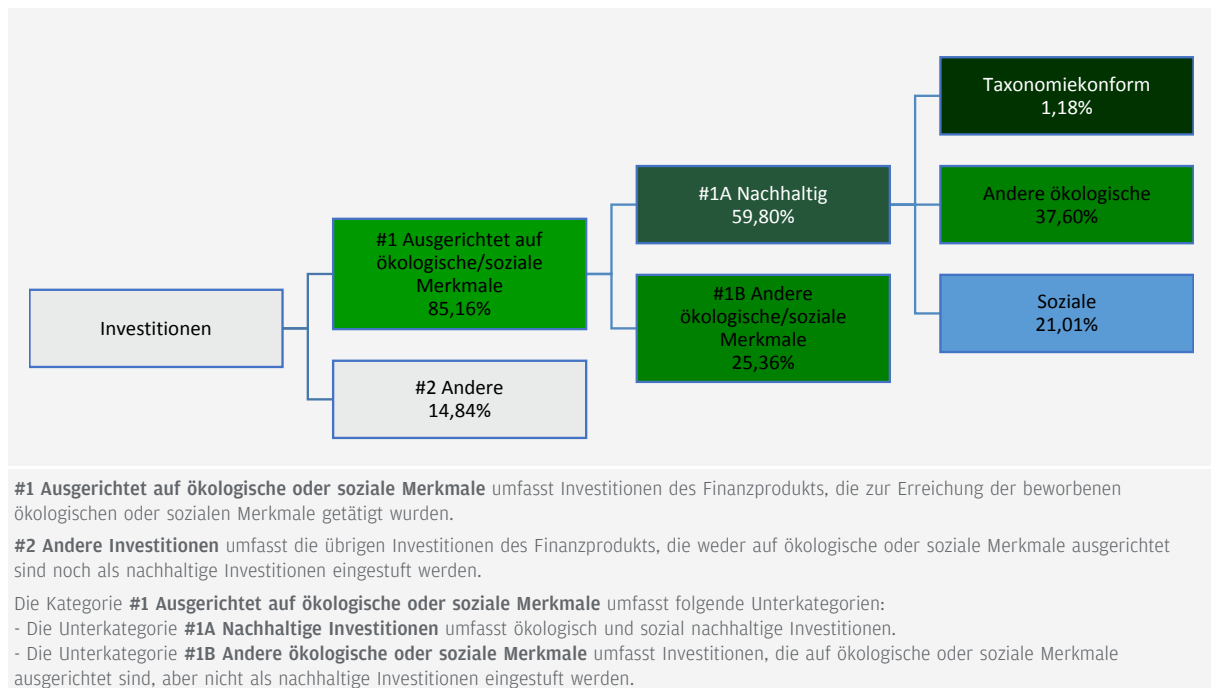 Investitionen
#1 Ausgerichtet auf
ökologische/soziale
Merkmale
85,16%
#2 Andere
14,84%
#1A Nachhaltig
59,80%
#1B Andere
ökologische/soziale
Merkmale
25,36%
Taxonomiekonform
1,18%
Andere ökologische
37,60%
Soziale
21,01%
#1 Ausgerichtet auf ökologische oder soziale Merkmale umfasst Investitionen des Finanzprodukts, die zur Erreichung der beworbenen
ökologischen oder sozialen Merkmale getätigt wurden.
#2 Andere Investitionen umfasst die übrigen Investitionen des Finanzprodukts, die weder auf ökologische oder soziale Merkmale ausgerichtet
sind noch als nachhaltige Investitionen eingestuft werden.
Die Kategorie #1 Ausgerichtet auf ökologische oder soziale Merkmale umfasst folgende Unterkategorien:
- Die Unterkategorie #1A Nachhaltige Investitionen umfasst ökologisch und sozial nachhaltige Investitionen.
- Die Unterkategorie #1B Andere ökologische oder soziale Merkmale umfasst Investitionen, die auf ökologische oder soziale Merkmale
ausgerichtet sind, aber nicht als nachhaltige Investitionen eingestuft werden.